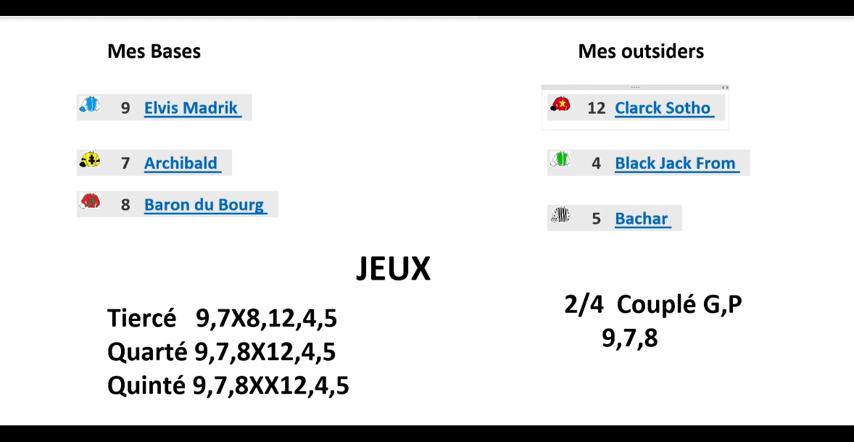 Mes Bases
9 Elvis Madrik
7 Archibald
8 Baron du Bourg
Mes outsiders
12 Clarck Sotho
4 Black Jack From
5 Bachar
JEUX
Tiercé 9,7X8,12,4,5
Quarté 9,7,8X12,4,5
Quinté 9,7,8XX12,4,5
2/4 Couplé G,P
9,7,8